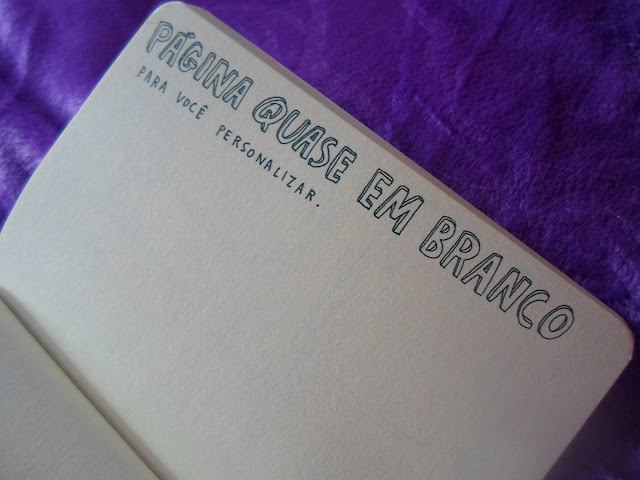 PÁGINA QUASE EM BRANCO
PARA VOCÊ PERSONALIZAR.